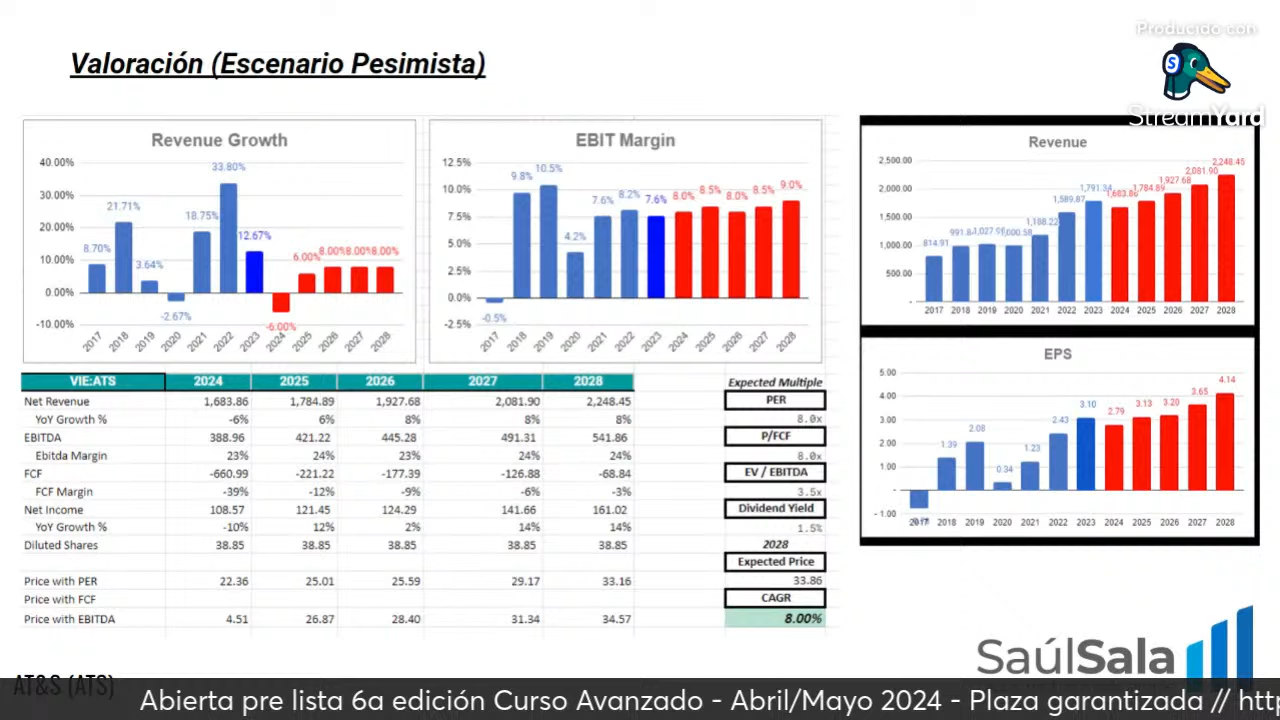 Producido con
StreamYard
Valoración (Escenario Pesimista)
Revenue Growth
40.00%
30.00%
20.00%
10.00%
0.00%
-10.00%
8.70%
21.71%
3.64%
-2.67%
18.75%
33.80%
12.67%
-6.00%
6.00%
8.00%
8.00%
8.00%
2017 2018 2019 2020 2021 2022 2023 2024 2025 2026 2027 2028
EBIT Margin
12.5%
10.0%
7.5%
5.0%
2.5%
0.0%
-2.5%
-0.5%
9.8%
10.5%
4.2%
7.6%
8.2%
7.6%
8.0%
8.5%
8.0%
8.5%
9.0%
2017 2018 2019 2020 2021 2022 2023 2024 2025 2026 2027 2028
Revenue
2,500.00
2,000.00
1,500.00
1,000.00
500.00
-
814.91
1,000.58
1,188.22
1,589.87
1,791.34
1,683.86
1,784.89
1,927.68
2,081.90
2,248.45
2017 2018 2019 2020 2021 2022 2023 2024 2025 2026 2027 2028
EPS
5.00
4.00
3.00
2.00
1.00
-
-1.00
1.39
2.08
0.34
1.23
2.43
3.10
2.79
3.13
3.20
3.65
4.14
2018 2019 2020 2021 2022 2023 2024 2025 2026 2027 2028
VIE:ATS 2024 2025 2026 2027 2028
Net Revenue 1,683.86 1,784.89 1,927.68 2,081.90 2,248.45
YoY Growth % -6% 6% 8% 8% 8%
EBITDA 388.96 421.22 445.28 491.31 541.86
Ebitda Margin 23% 24% 23% 24% 24%
FCF -660.99 -221.22 -177.39 -126.88 -68.84
FCF Margin -39% -12% -9% -6% -3%
Net Income 108.57 121.45 124.29 141.66 161.02
YoY Growth % -10% 12% 2% 14% 14%
Diluted Shares 38.85 38.85 38.85 38.85 38.85
Price with PER 22.36 25.01 25.59 29.17 33.16
Price with FCF
Price with EBITDA 4.51 26.87 28.40 31.34 34.57
Expected Multiple
PER
8.0x
P/FCF
8.0x
EV / EBITDA
3.5x
Dividend Yield
1.5%
2028
Expected Price
33.86
CAGR
8.00%
SaúlSala
AT&S (ATS)
Abierta pre lista 6a edición Curso Avanzado - Abril/Mayo 2024 - Plaza garantizada //